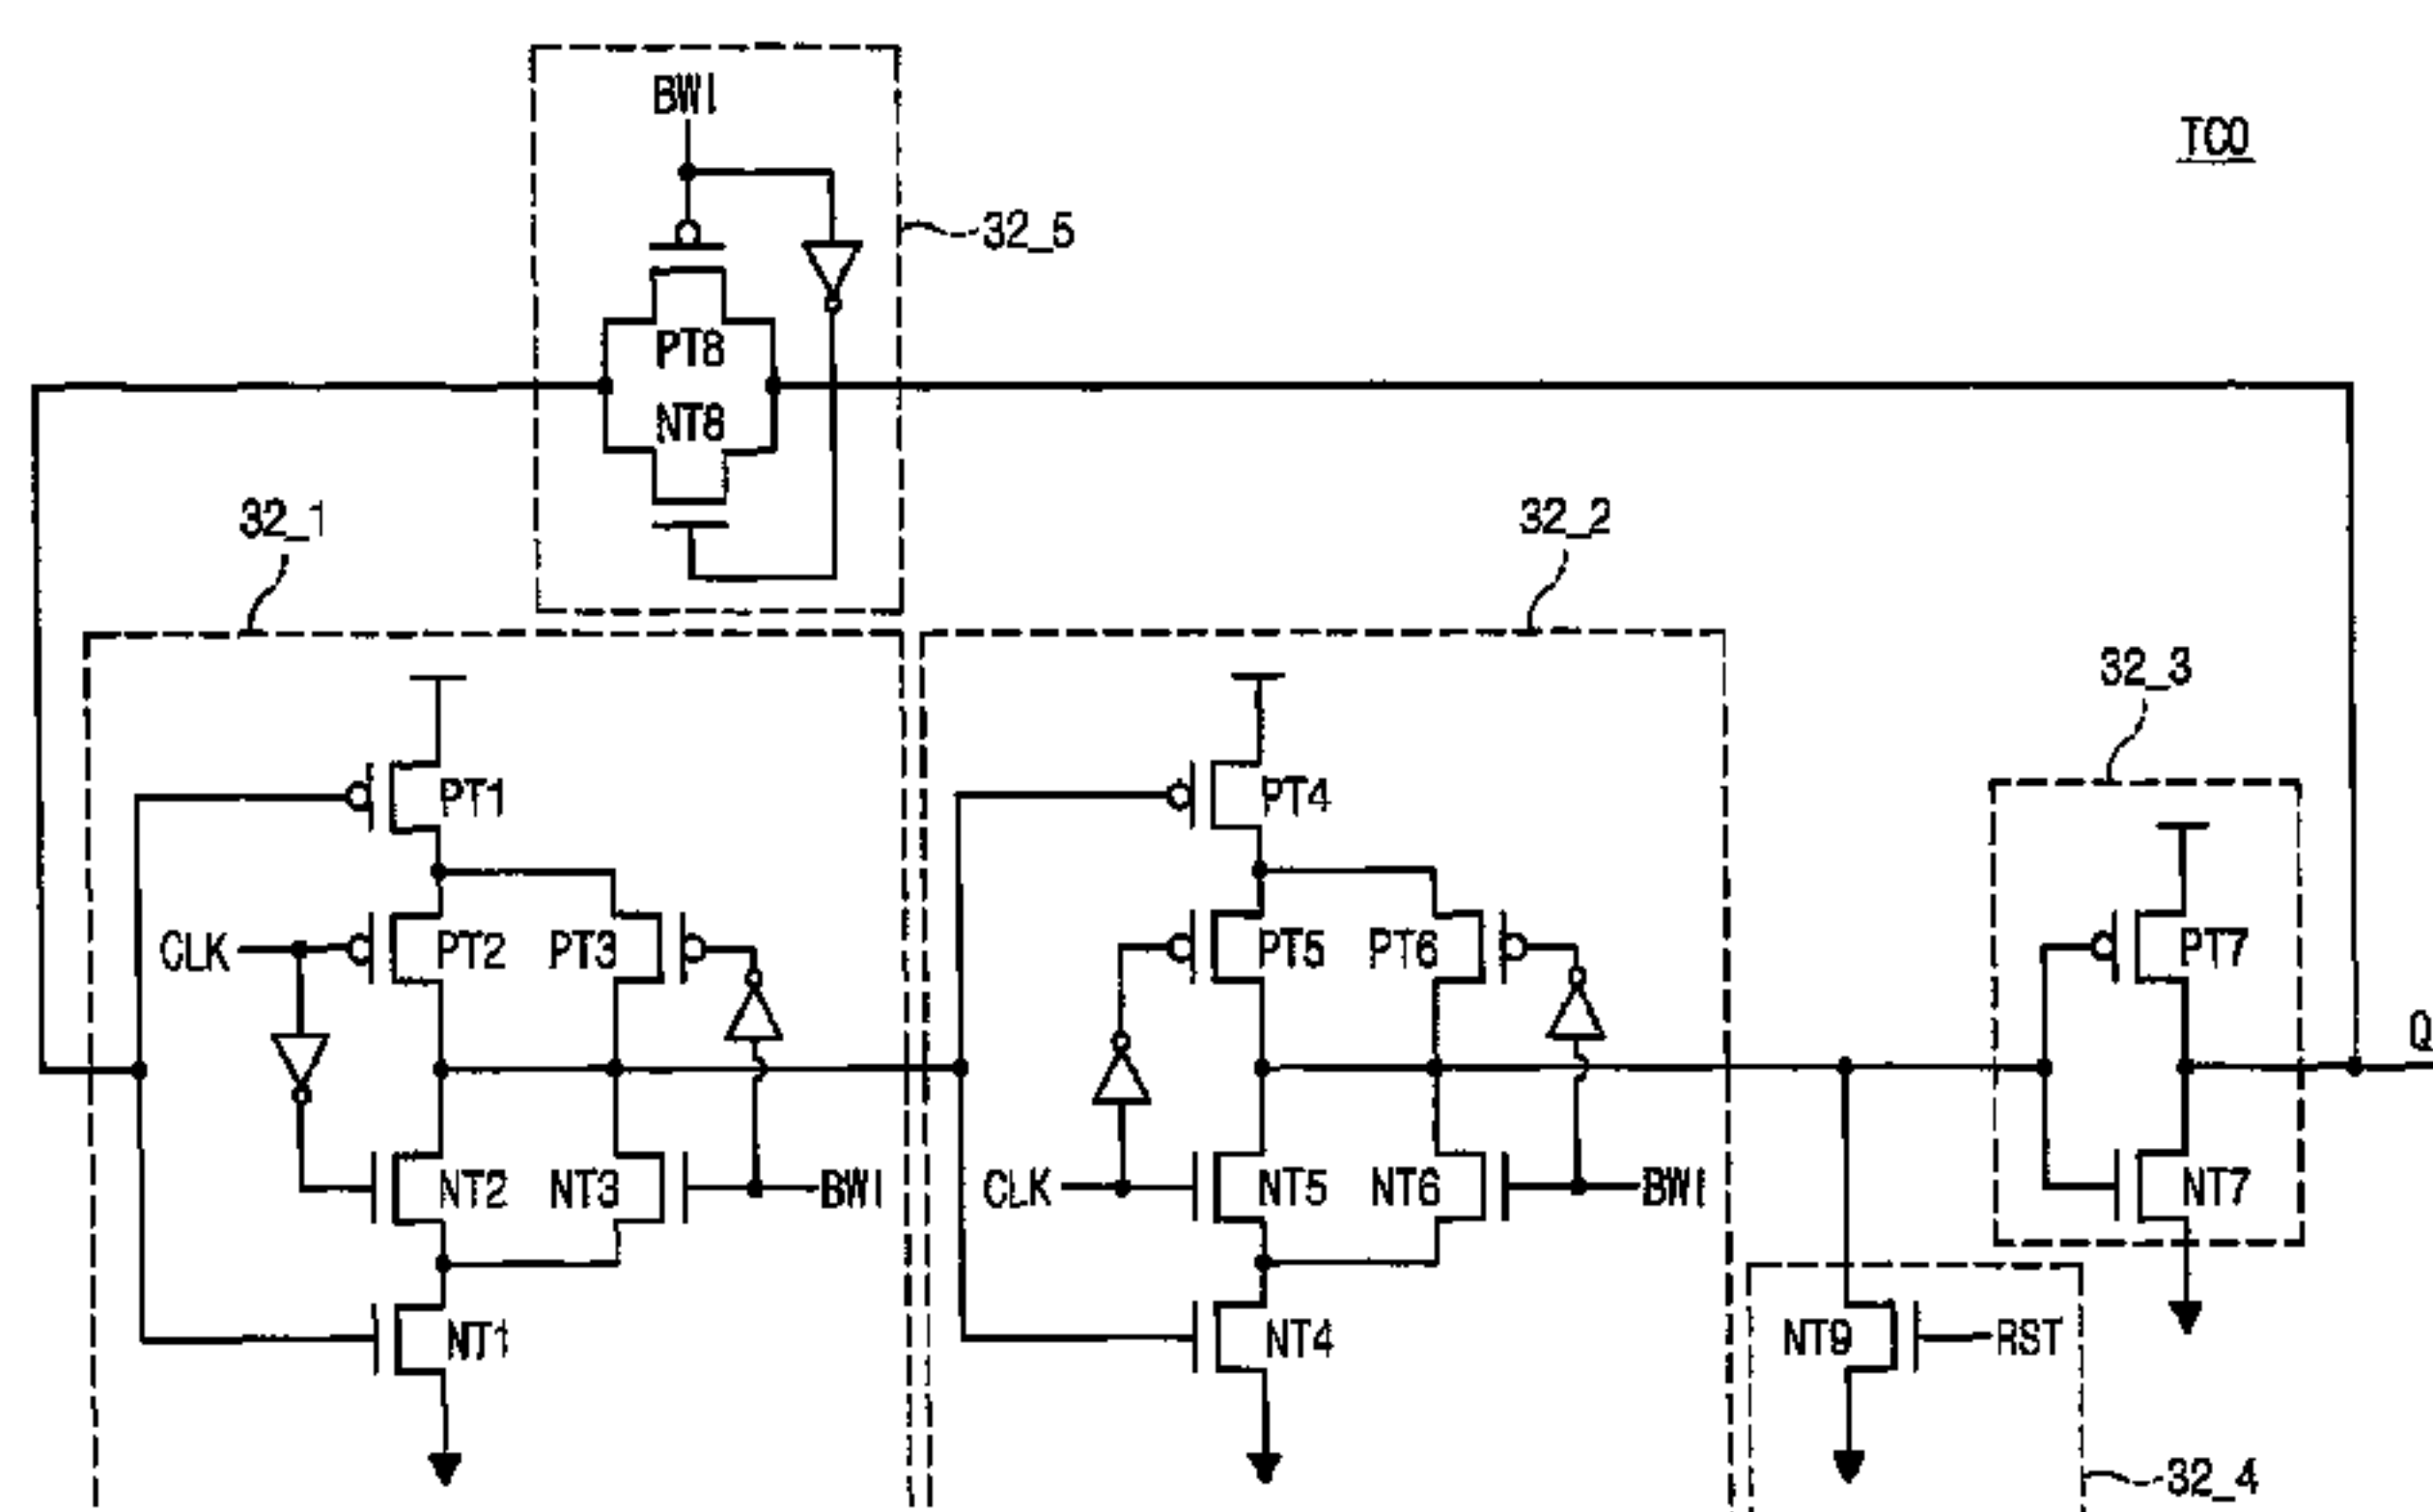 BWI
TC0
32_5
PT8
NT8
32_1
32_2
32_3
PT1
PT4
CLK
PT2
PT3
PT5
PT6
PT7
Q
NT2
NT3
BWI
CLK
NT5
NT6
BWI
NT7
NT1
NT4
NT9
RST
32_4